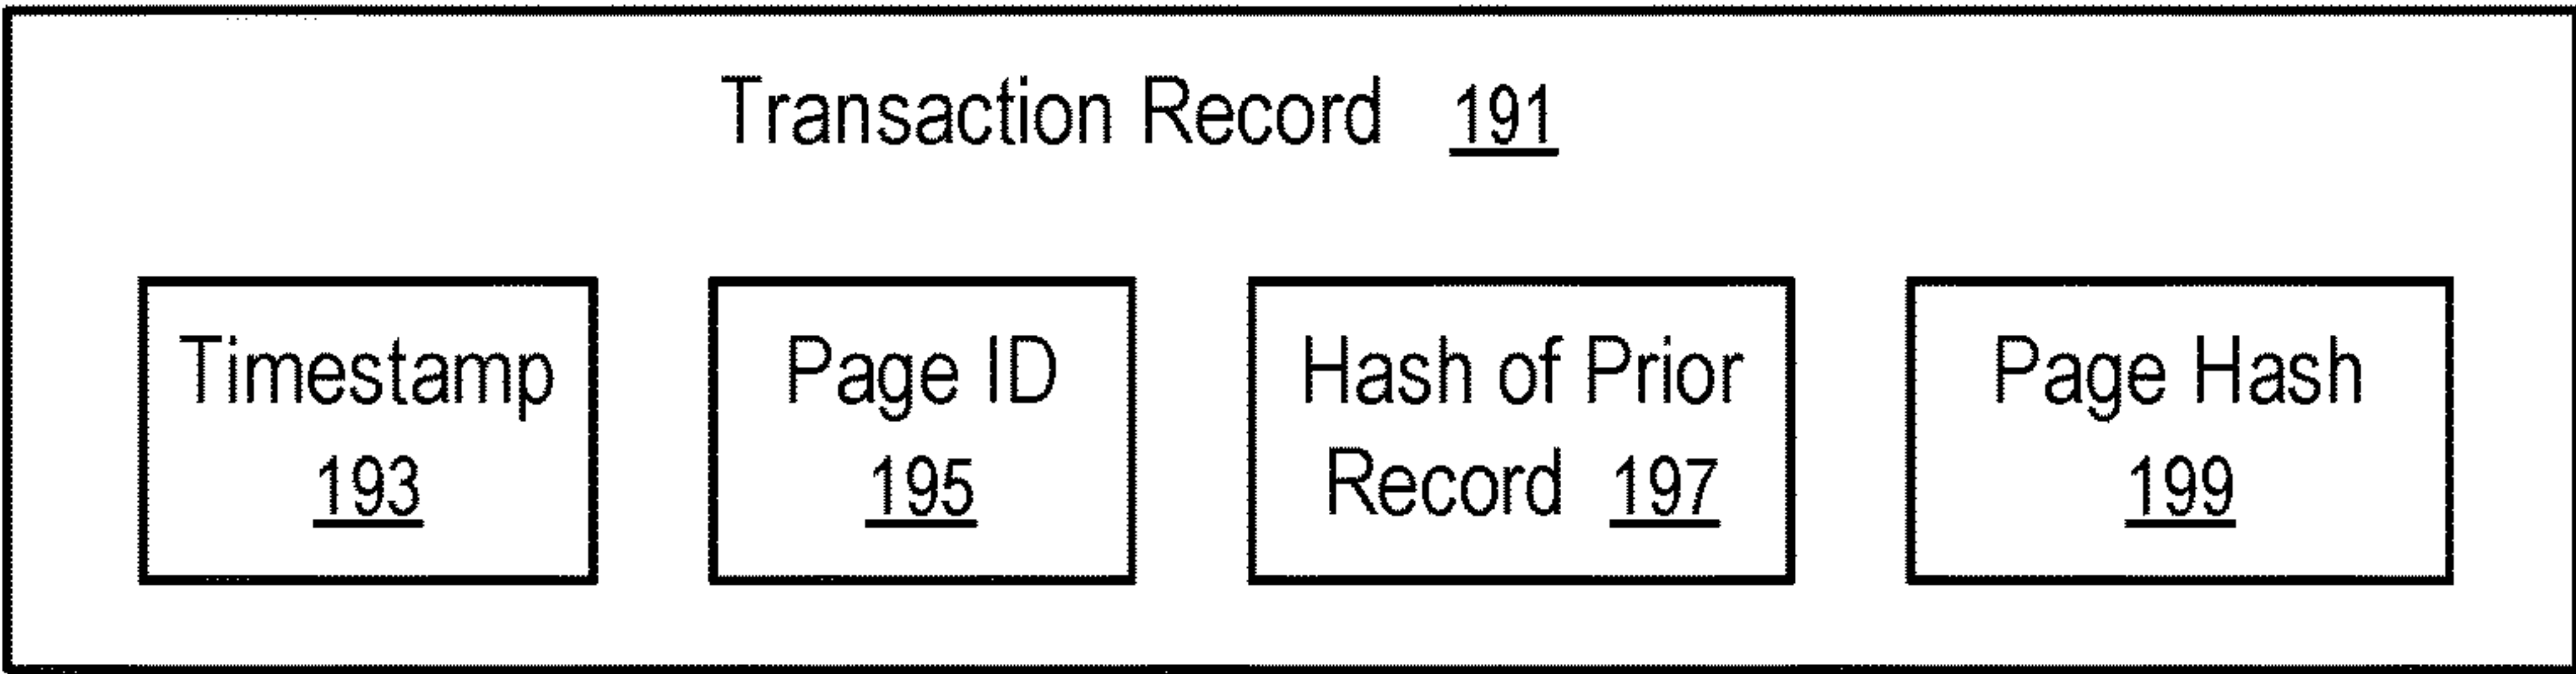 Transaction Record 191
Timestamp
193
Page ID
195
Hash of Prior
Record 197
Page Hash
199